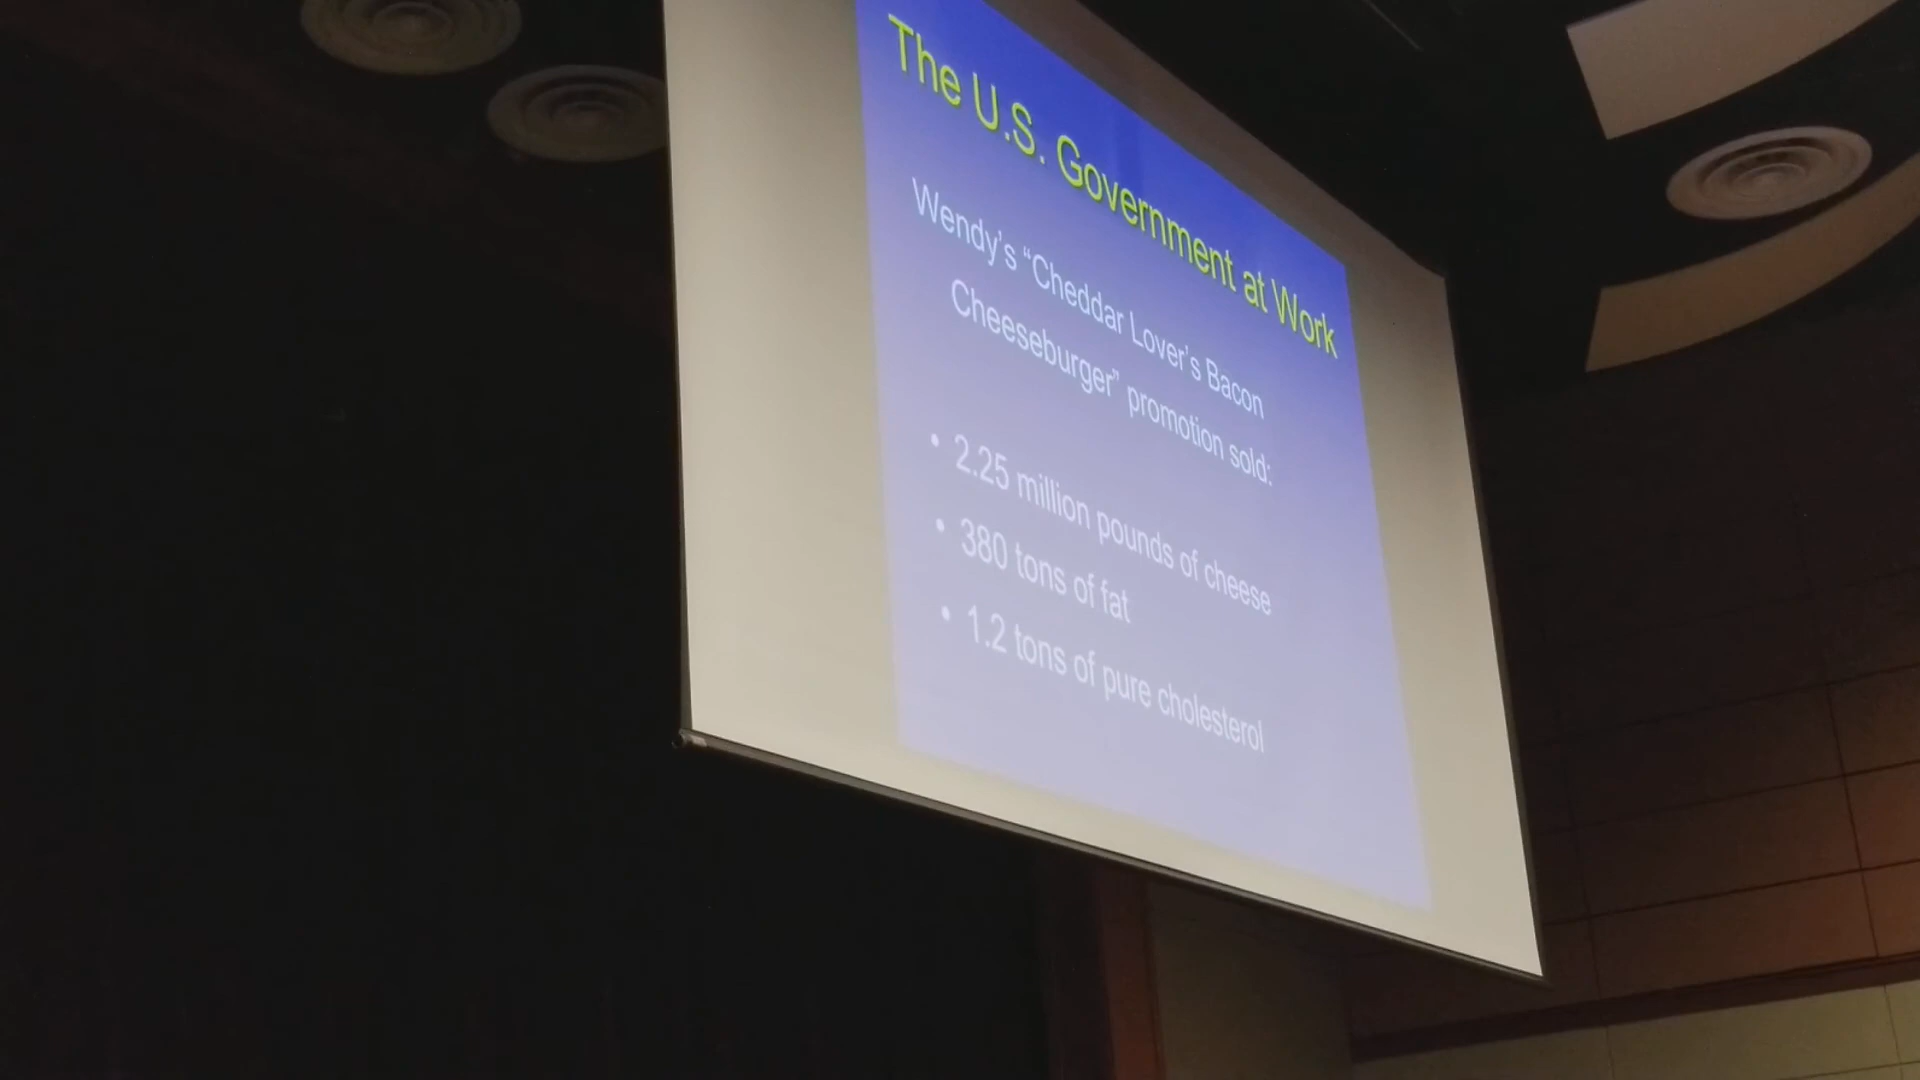 The U.S. Government at Work
Wendy's “Cheddar Lover's Bacon
Cheeseburger” promotion sold:
• 2.25 million pounds of cheese
• 380 tons of fat
• 1.2 tons of pure cholesterol